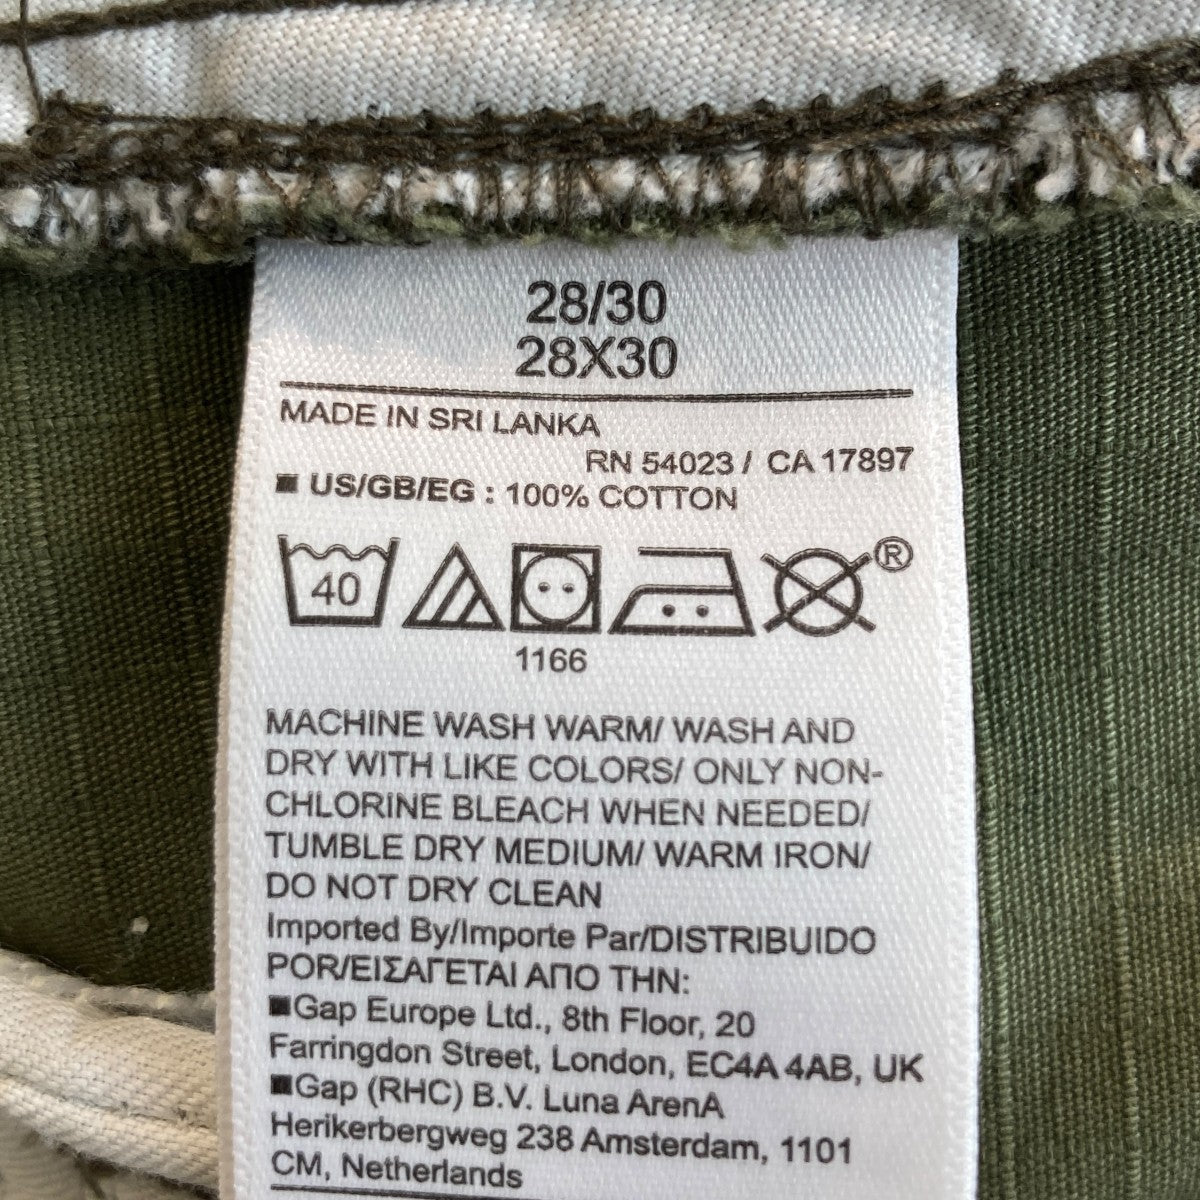 28/30
28X30
MADE IN SRI LANKA
RN 54023 / CA 17897
■ US/GB/EG : 100% COTTON
40
®
1166
MACHINE WASH WARM/ WASH AND
DRY WITH LIKE COLORS/ ONLY NON-
CHLORINE BLEACH WHEN NEEDED/
TUMBLE DRY MEDIUM/ WARM IRON/
DO NOT DRY CLEAN
Imported By/Importe Par/DISTRIBUIDO
POR/ΕΙΣΑΓΕΤΑΙ ΑΠΟ ΤΗΝ:
■Gap Europe Ltd., 8th Floor, 20
Farringdon Street, London, EC4A 4AB, UK
■Gap (RHC) B.V. Luna ArenA
Herikerbergweg 238 Amsterdam, 1101
CM, Netherlands